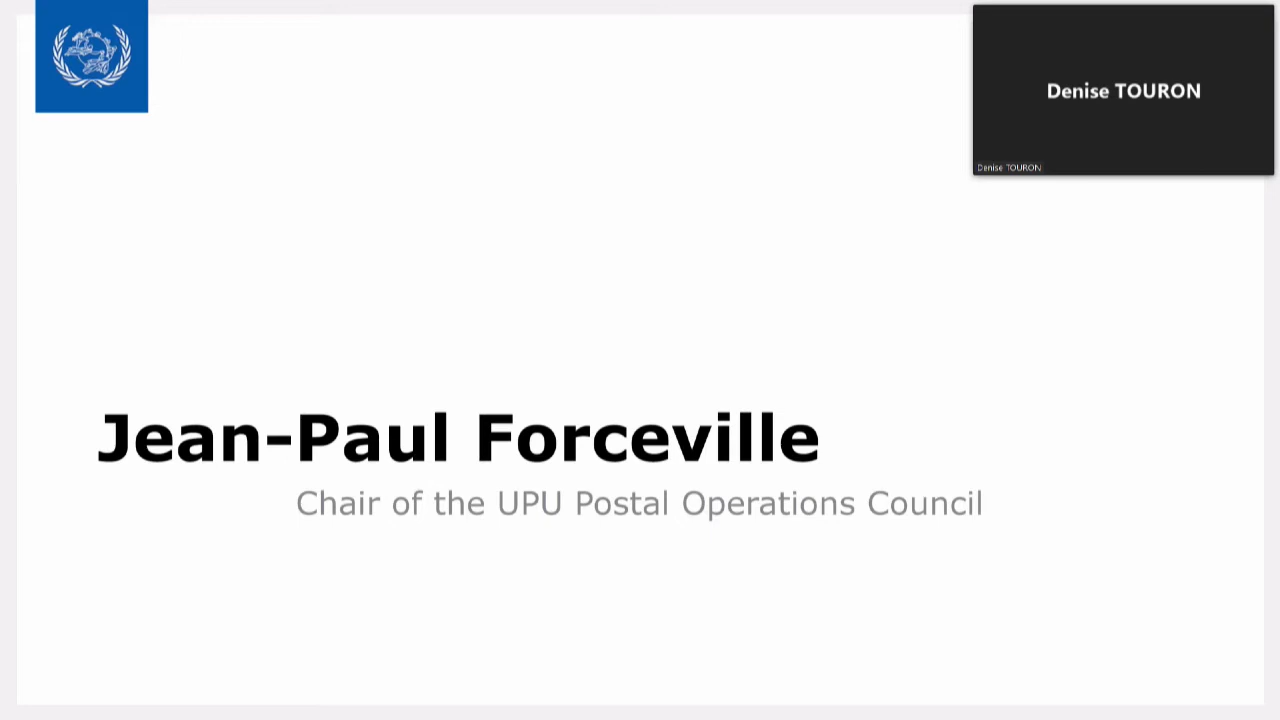 Denise TOURON
Denise TOURON
Jean-Paul Forceville
Chair of the UPU Postal Operations Council